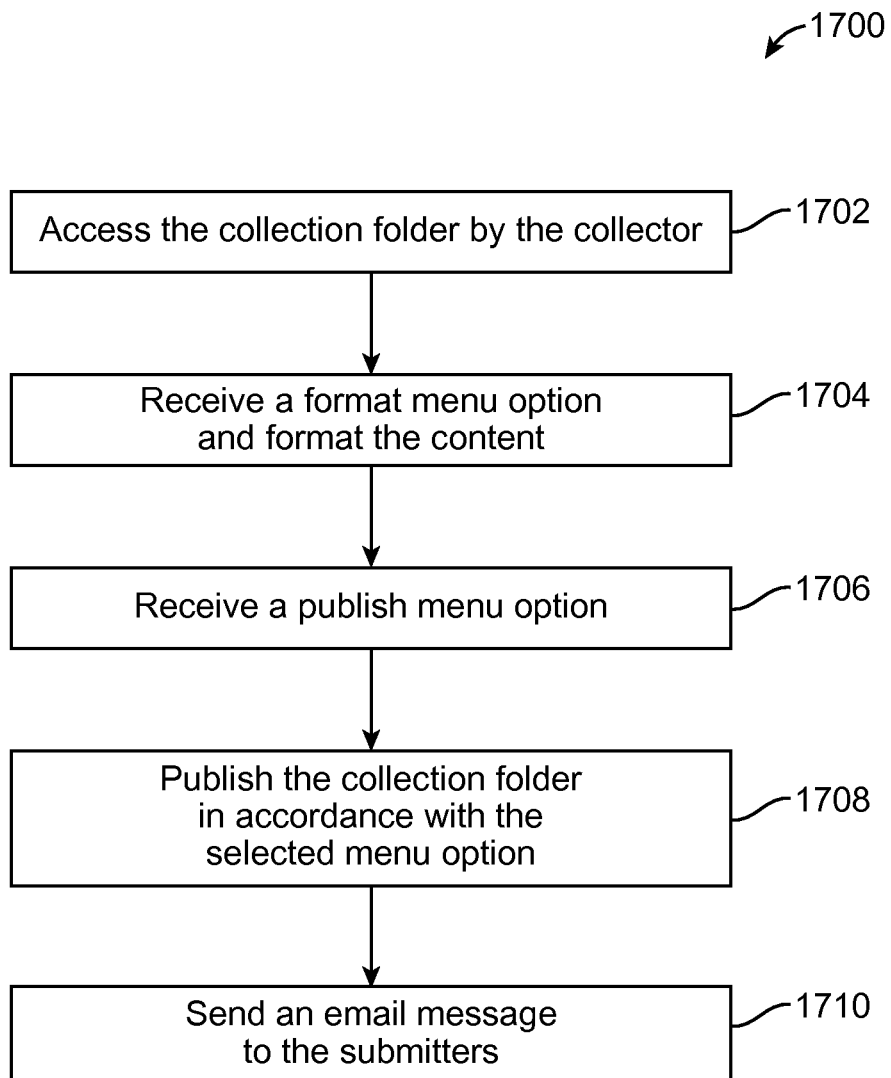 1700
Access the collection folder by the collector
1702
Receive a format menu option
and format the content
1704
Receive a publish menu option
1706
Publish the collection folder
in accordance with the
selected menu option
1708
Send an email message
to the submitters
1710